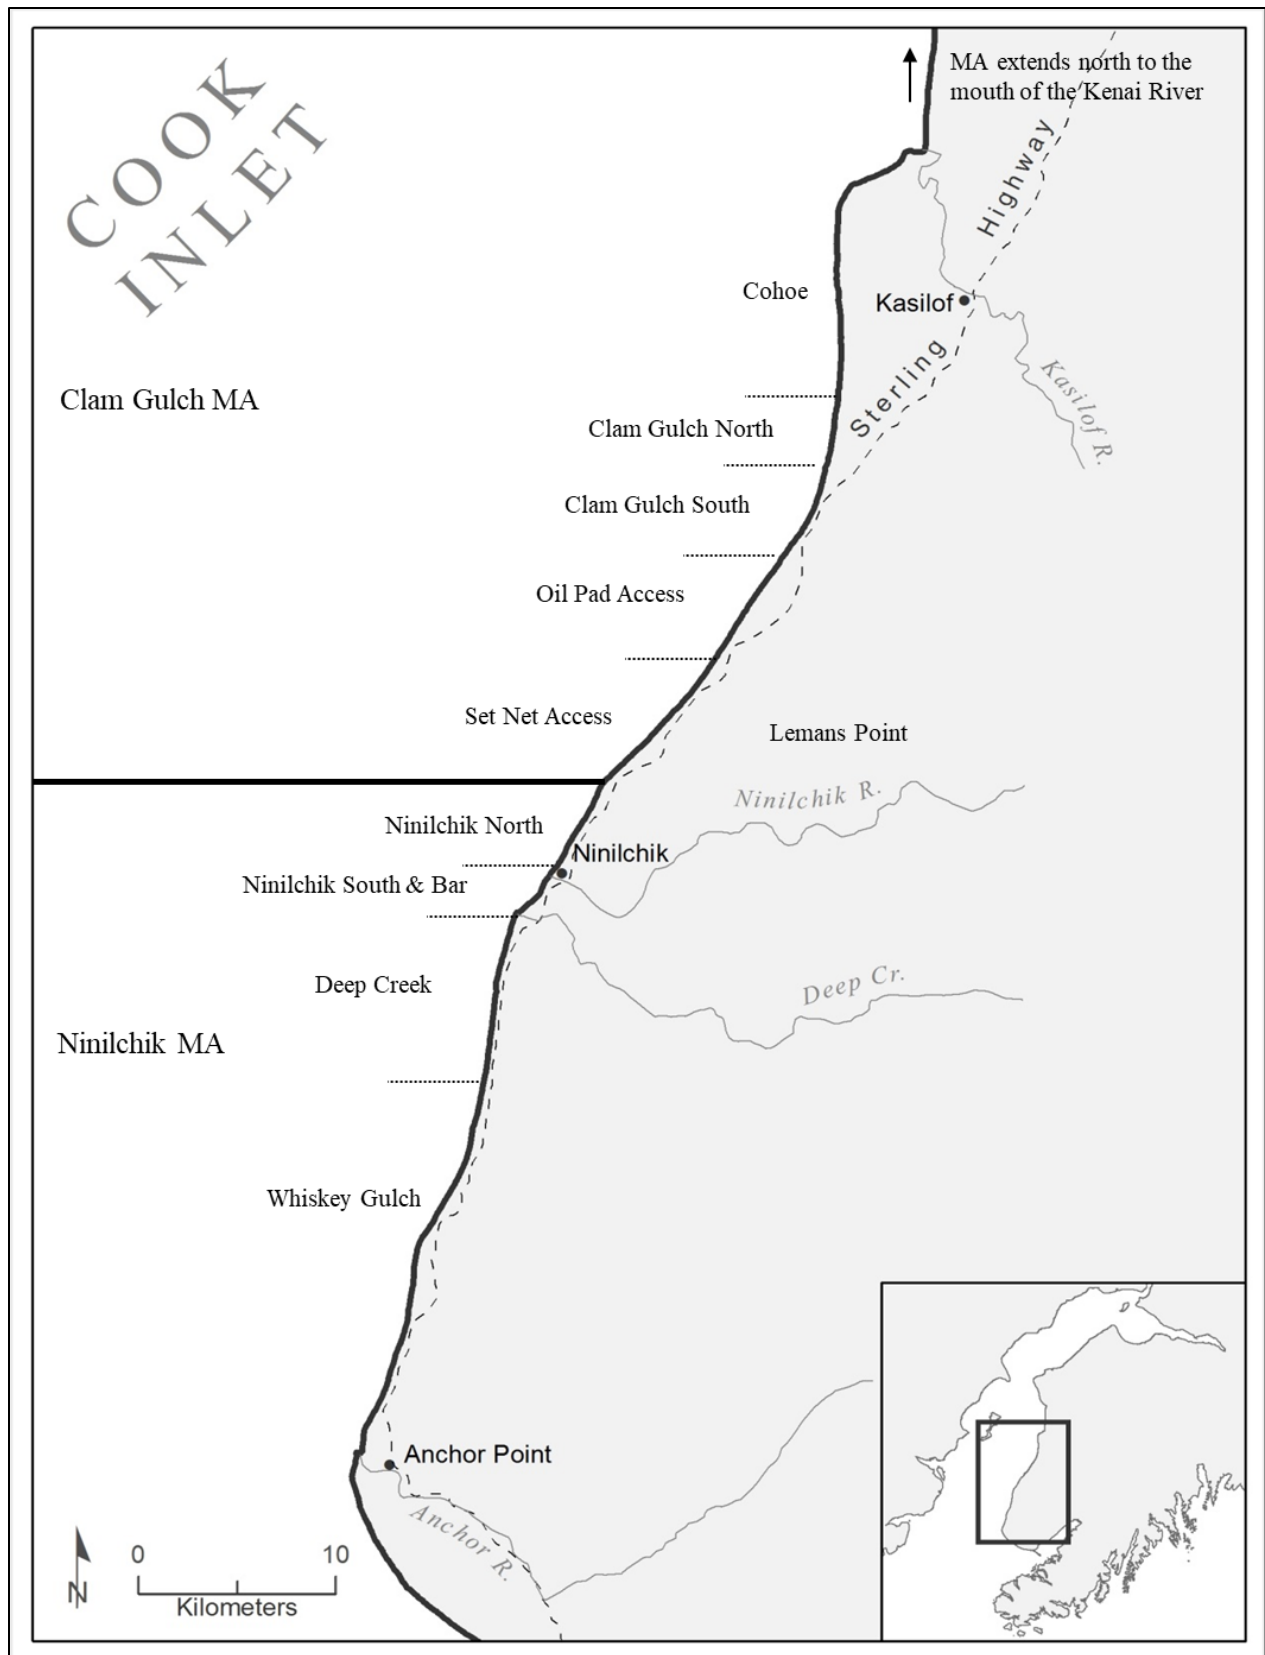 MA extends north to the
mouth of the Kenai River
COOK
INLET
Highway
Cohoe
Kasilof
Sterling
Kasilof R.
Clam Gulch MA
Clam Gulch North
Clam Gulch South
Oil Pad Access
Set Net Access
Lemans Point
Ninilchik R.
Ninilchik North
Ninilchik
Ninilchik South & Bar
Deep Creek
Deep Cr.
Ninilchik MA
Whiskey Gulch
Anchor Point
Anchor R.
N
0 10
Kilometers